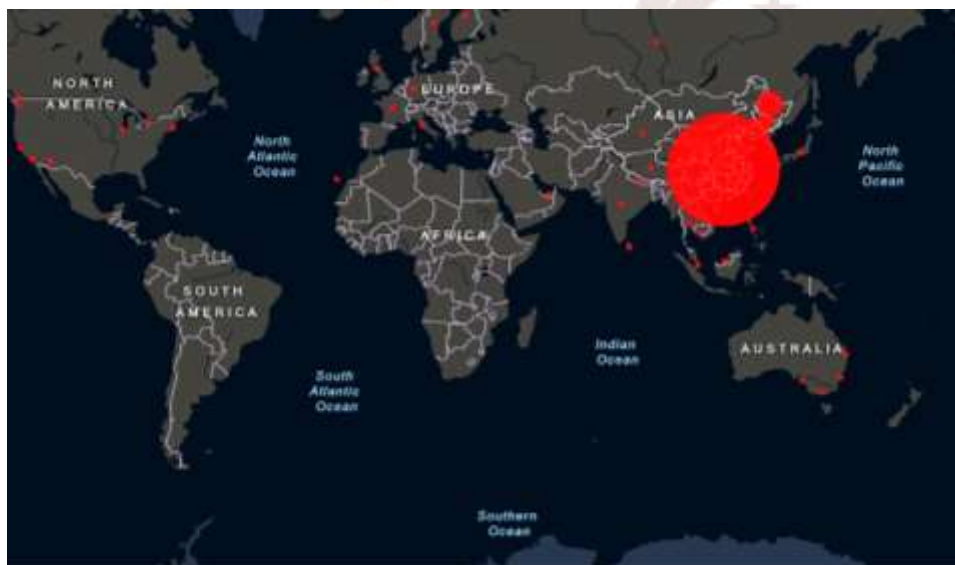 NORTH
AMERICA
EUROPE
ASIA
North
Atlantic
Ocean
North
Pacific
Ocean
AFRICA
SOUTH
AMERICA
Indian
Ocean
AUSTRALIA
South
Atlantic
Ocean
Southern
Ocean